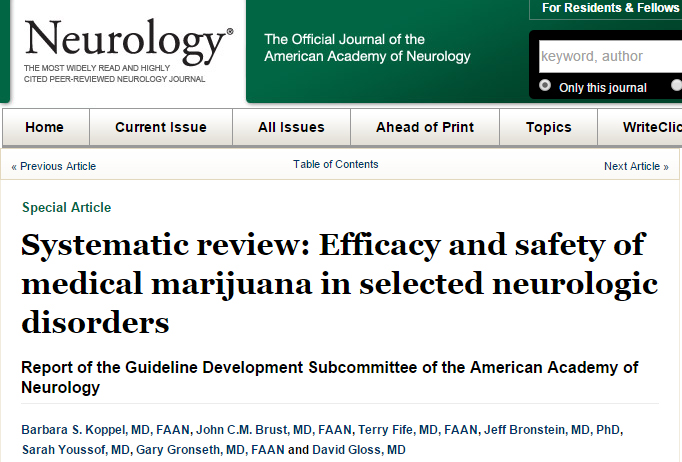 For Residents & Fellows
Neurology®
THE MOST WIDELY READ AND HIGHLY
CITED PEER-REVIEWED NEUROLOGY JOURNAL
The Official Journal of the
American Academy of Neurology
keyword, author
Only this journal
Home
Current Issue
All Issues
Ahead of Print
Topics
WriteClic
« Previous Article
Table of Contents
Next Article »
Special Article
Systematic review: Efficacy and safety of
medical marijuana in selected neurologic
disorders
Report of the Guideline Development Subcommittee of the American Academy of
Neurology
Barbara S. Koppel, MD, FAAN, John C.M. Brust, MD, FAAN, Terry Fife, MD, FAAN, Jeff Bronstein, MD, PhD,
Sarah Youssof, MD, Gary Gronseth, MD, FAAN and David Gloss, MD